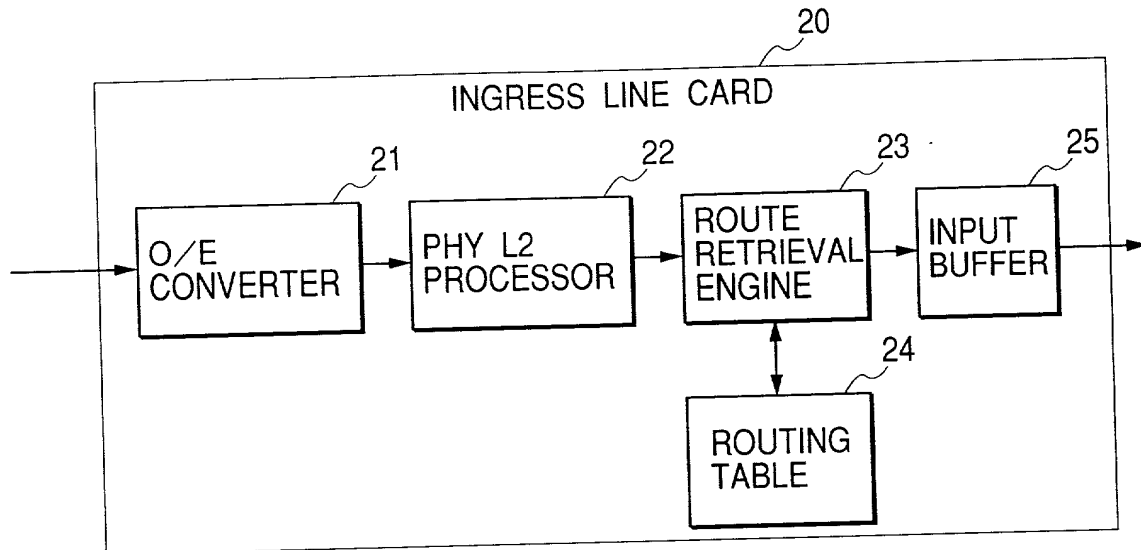 20
INGRESS LINE CARD
21
22
23
25
O/E
CONVERTER
PHY L2
PROCESSOR
ROUTE
RETRIEVAL
ENGINE
INPUT
BUFFER
24
ROUTING
TABLE